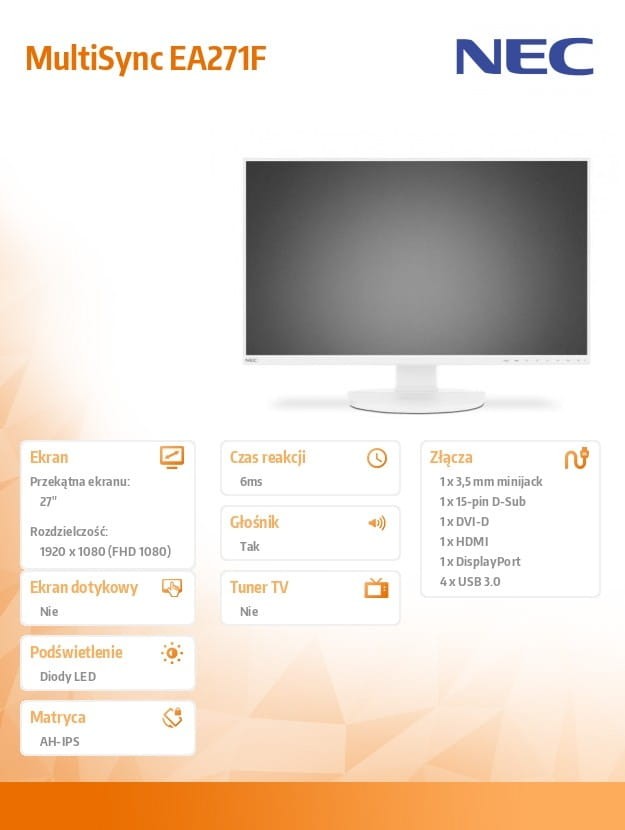 MultiSync EA271F
NEC
NEC
Ekran
Przekątna ekranu:
27"
Rozdzielczość:
1920 x 1080 (FHD 1080)
Ekran dotykowy
Nie
Podświetlenie
Diody LED
Matryca
AH-IPS
Czas reakcji
6ms
Głośnik
Tak
Tuner TV
Nie
Złącza
1 x 3,5 mm minijack
1 x 15-pin D-Sub
1 x DVI-D
1 x HDMI
1 x DisplayPort
4 x USB 3.0